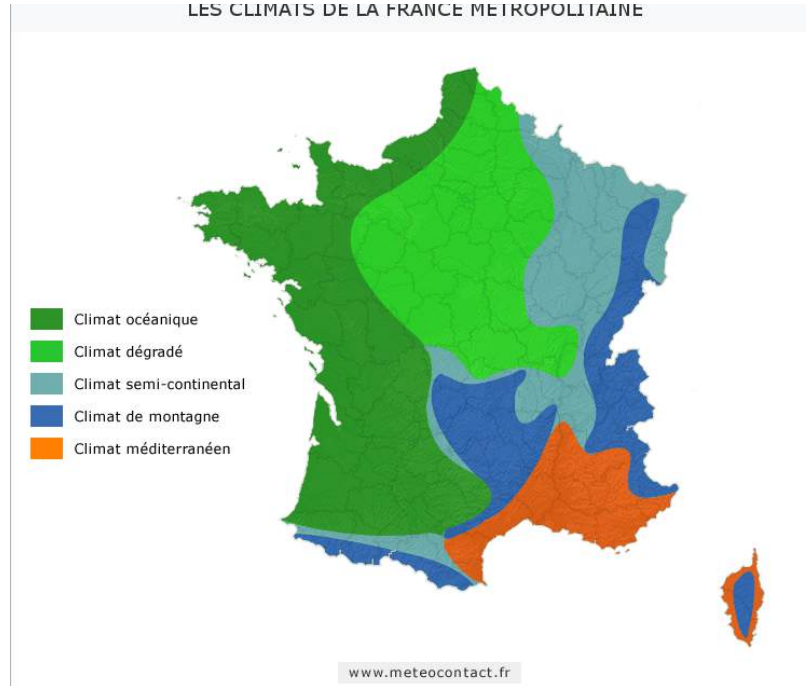 LES CLIMATS DE LA FRANCE METROPOLITAINE
Climat océanique
Climat dégradé
Climat semi-continental
Climat de montagne
Climat méditerranéen
www.meteocontact.fr